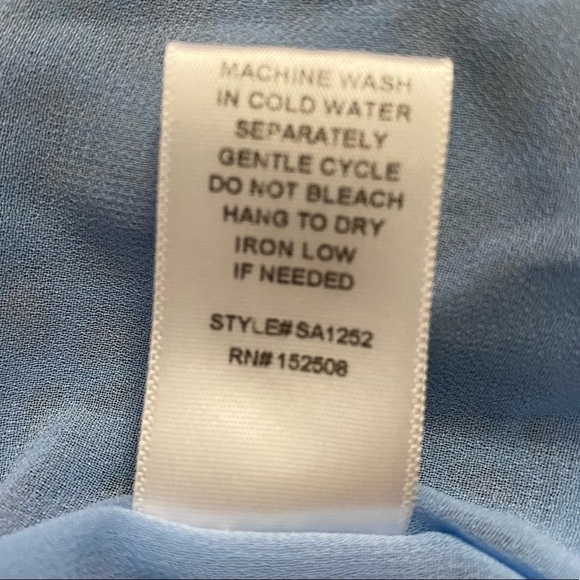 MACHINE WASH
IN COLD WATER
SEPARATELY
GENTLE CYCLE
DO NOT BLEACH
HANG TO DRY
IRON LOW
IF NEEDED
STYLE#SA1252
RN#152508